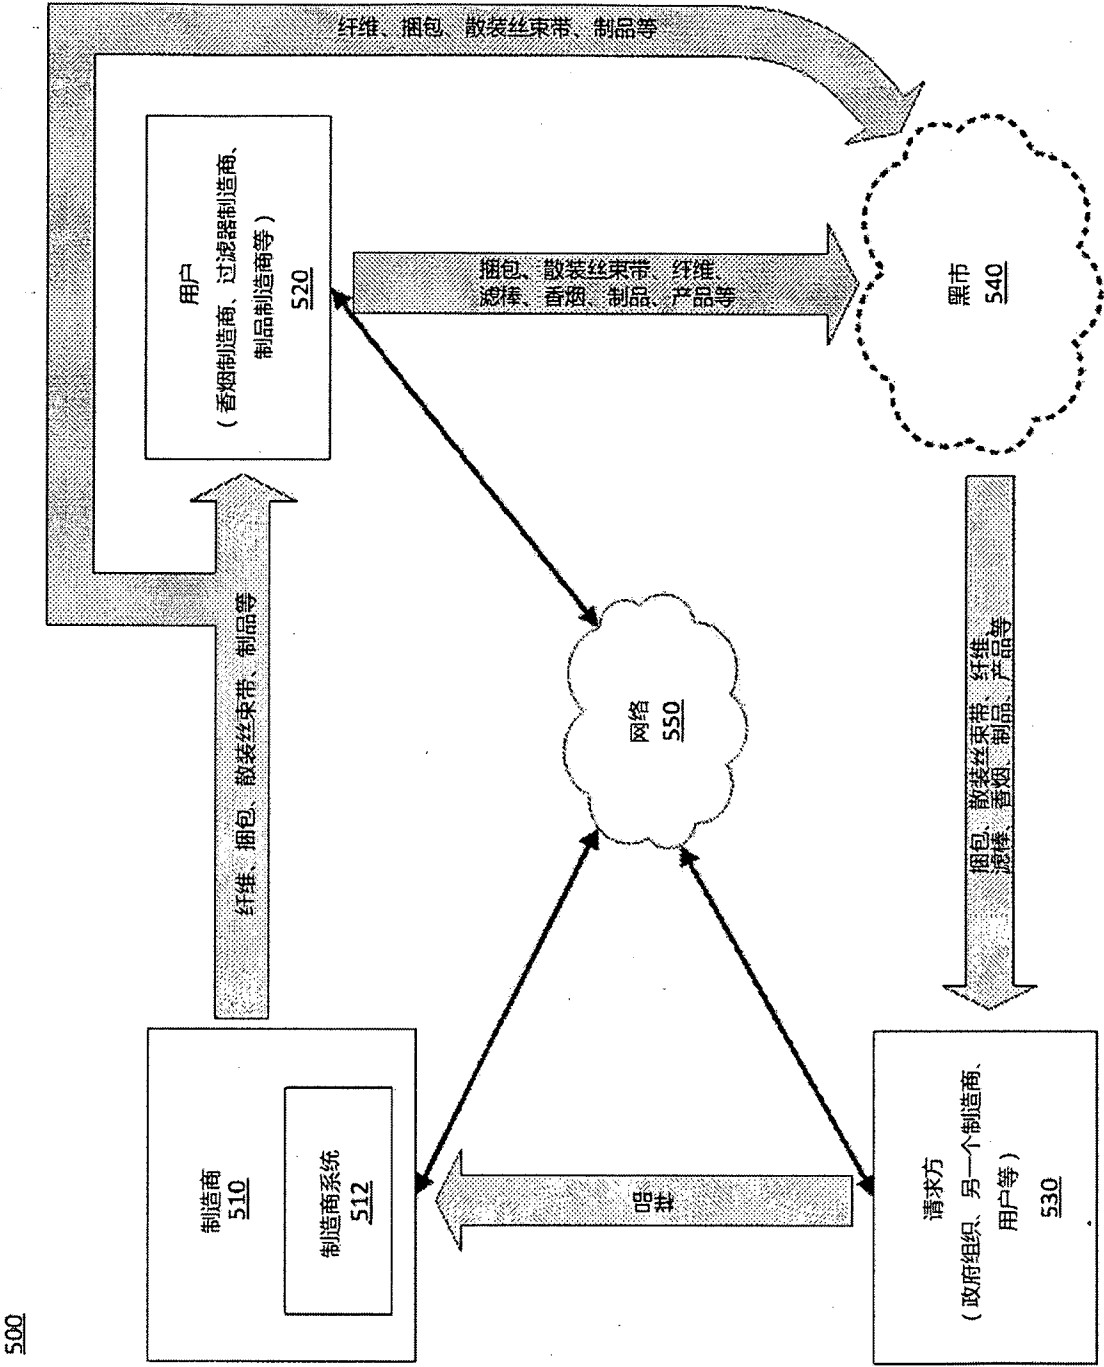 500
制造商
510
制造商系统
512
纤维、捆包、散装丝束带、制品等
纤维、捆包、散装丝束带、制品等
用户
（香烟制造商、过滤器制造商、
制品制造商等）
520
捆包、散装丝束带、纤维、
滤棒、香烟、制品、产品等
网络
550
黑市
540
捆包、散装丝束带、纤维、
滤棒、香烟、制品、产品等
样品
请求方
（政府组织、另一个制造商、
用户等）
530